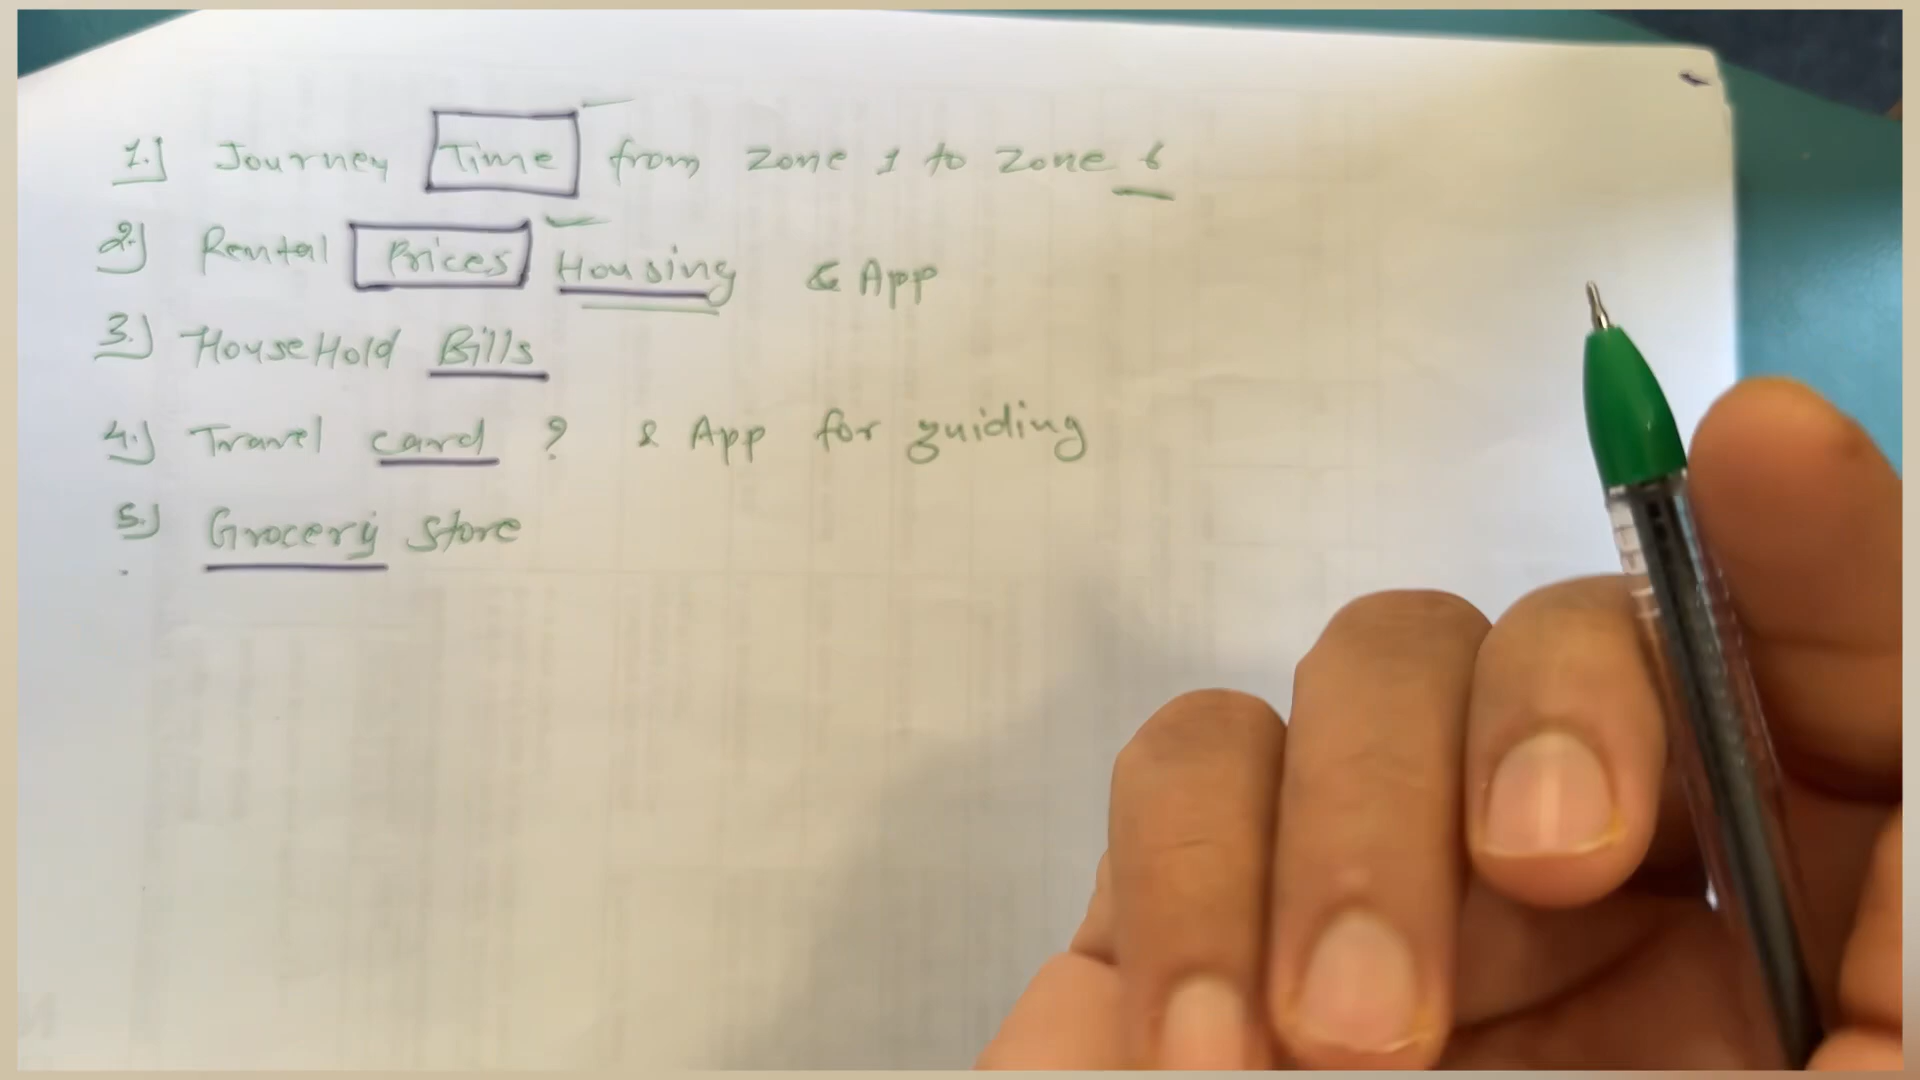 1.) Journey Time from zone 1 to zone 6
2.) Rental Prices Housing & App
3.) HouseHold Bills
4.) Travel card ? & App for guiding
5.) Grocery store